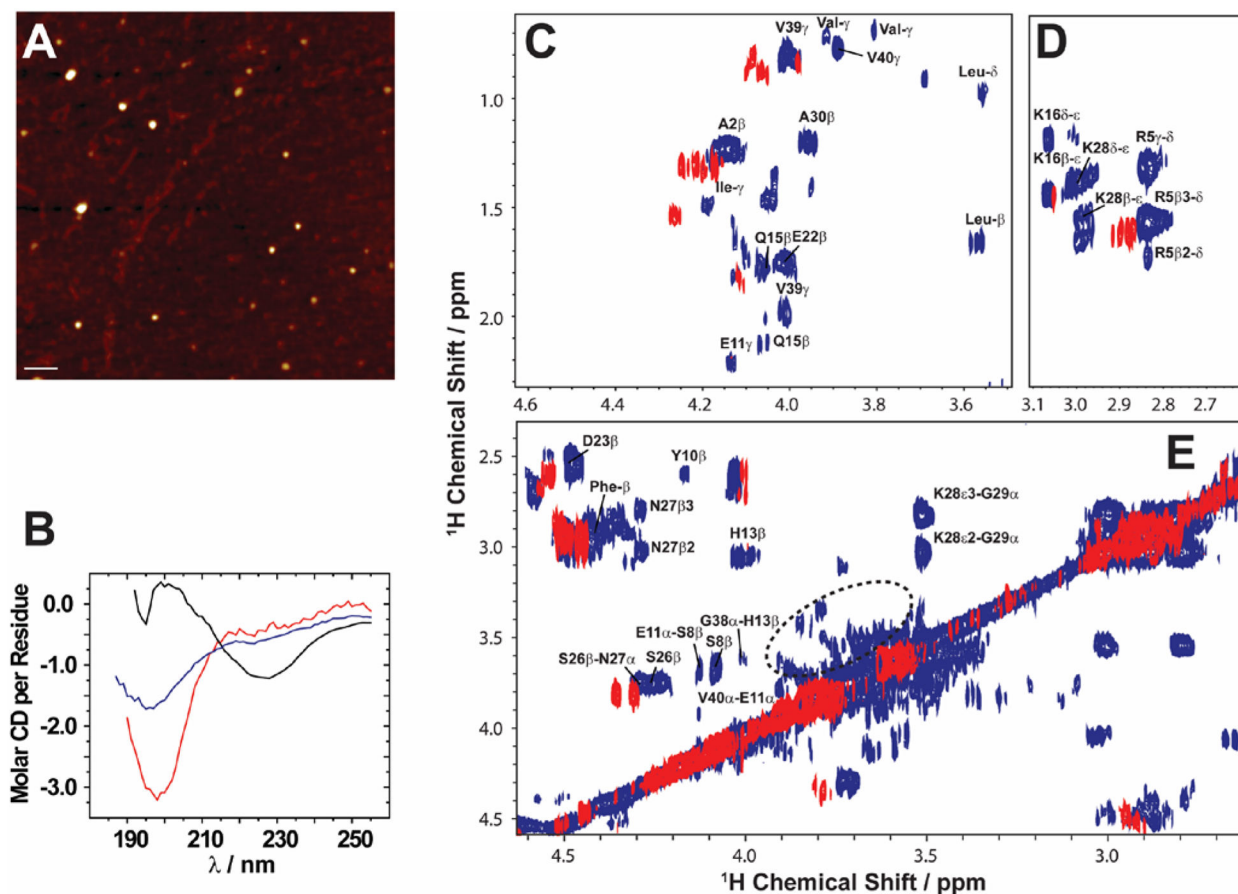 A
B
0.0
-1.0
-2.0
-3.0
Molar CD per Residue
190
210
230
250
λ / nm
C
V39γ
Val-γ
Val-γ
V40γ
Leu-δ
A2β
A30β
Ile-γ
Q15β
E22β
Leu-β
V39γ
E11γ
Q15β
1.0
1.5
2.0
4.6
4.4
4.2
4.0
3.8
3.6
D
K16δ-ε
K16β-ε
K28δ-ε
R5γ-δ
K28β-ε
R5β3-δ
R5β2-δ
3.1
3.0
2.9
2.8
2.7
¹H Chemical Shift / ppm
E
D23β
Y10β
Phe-β
N27β3
N27β2
H13β
K28ε3-G29α
K28ε2-G29α
G38α-H13β
E11α-S8β
S8β
S26β-N27α
S26β
V40α-E11α
2.5
3.0
3.5
4.0
4.5
4.5
4.0
3.5
3.0
¹H Chemical Shift / ppm